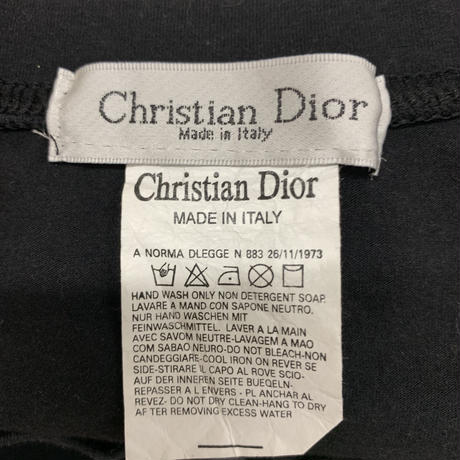 Christian Dior
Made in Italy
Christian Dior
MADE IN ITALY
A NORMA DLEGGE N 883 26/11/1973
HAND WASH ONLY NON DETERGENT SOAP.
LAVARE A MAND CON SAPONE NEUTRO.
NUR HAND WASCHEN MIT
FEINWASCHMITTEL. LAVER A LA MAIN
AVEC SAVOM NEUTRE-LAVAGEM A MAO
COM SABAO NEURO-DO NOT BLEACH-NON
CANDEGGIARE-COOL IRON ON REVER SE
SIDE-STIRARE IL CAPO AL ROVE SCIO-
AUF DER INNEREN SEITE BUEQELN-
REPASSER A L ENVERS - PL ANCHAR AL
REVEZ- DO NOT DRY CLEAN-HANG TO DRY
AF TER REMOVING EXCESS WATER